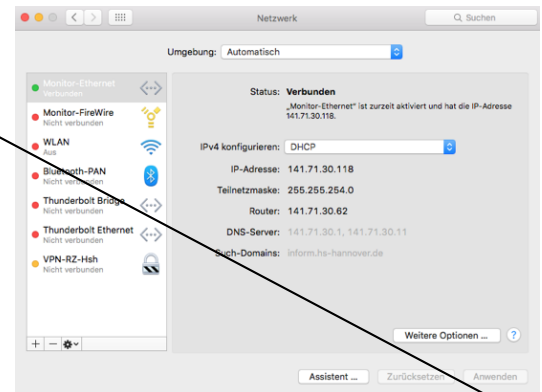 Netzwerk
Suchen
Umgebung: Automatisch
Monitor-Ethernet
Verbunden
Monitor-FireWire
Nicht verbunden
WLAN
Aus
Bluetooth-PAN
Nicht verbunden
Thunderbolt Bridge
Nicht verbunden
Thunderbolt Ethernet
Nicht verbunden
VPN-RZ-Hsh
Nicht verbunden
Status: Verbunden
„Monitor-Ethernet“ ist zurzeit aktiviert und hat die IP-Adresse
141.71.30.118.
IPv4 konfigurieren: DHCP
IP-Adresse: 141.71.30.118
Teilnetzmaske: 255.255.254.0
Router: 141.71.30.62
DNS-Server: 141.71.30.1, 141.71.30.11
Such-Domains: inform.hs-hannover.de
Weitere Optionen ... ?
Assistent ... Zurücksetzen Anwenden